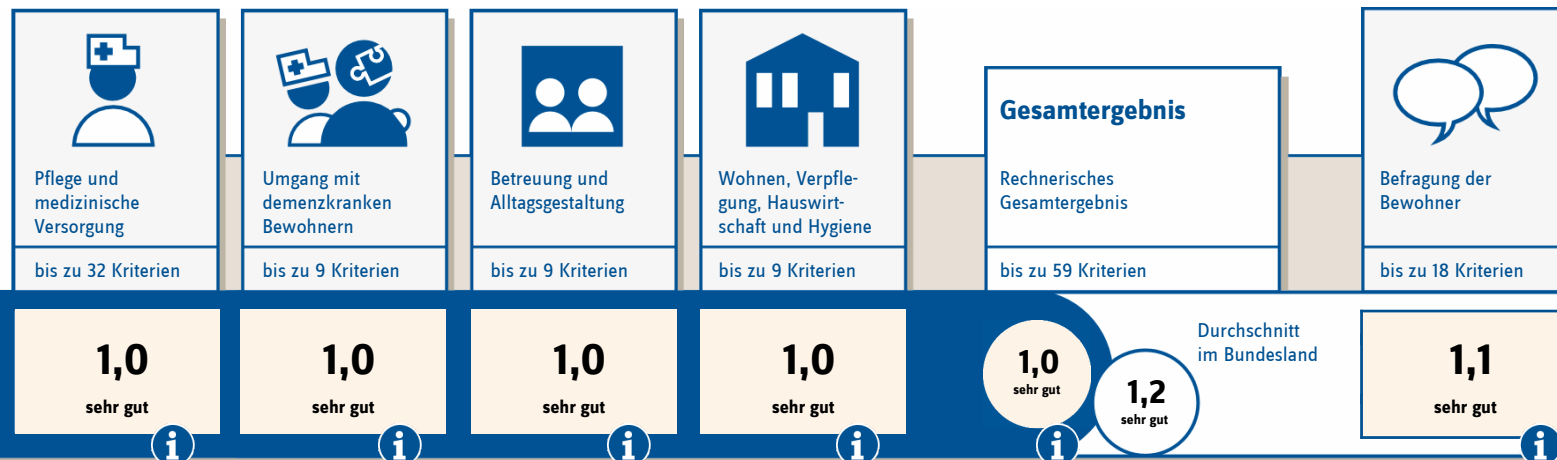 Pflege und
medizinische
Versorgung
bis zu 32 Kriterien
1,0
sehr gut
i
Umgang mit
demenzkranken
Bewohnern
bis zu 9 Kriterien
1,0
sehr gut
i
Betreuung und
Alltagsgestaltung
bis zu 9 Kriterien
1,0
sehr gut
i
Wohnen, Verpfle-
gung, Hauswirt-
schaft und Hygiene
bis zu 9 Kriterien
1,0
sehr gut
i
Gesamtergebnis
Rechnerisches
Gesamtergebnis
bis zu 59 Kriterien
1,0
sehr gut
i
1,2
sehr gut
Durchschnitt
im Bundesland
Befragung der
Bewohner
bis zu 18 Kriterien
1,1
sehr gut
i